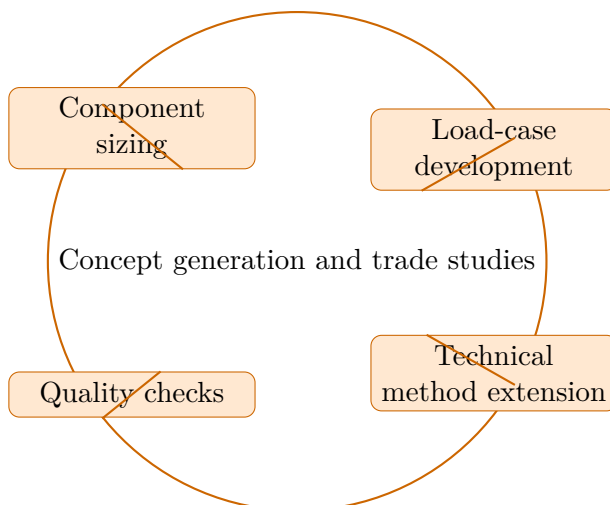 Component
sizing
Load-case
development
Concept generation and trade studies
Technical
method extension
Quality checks